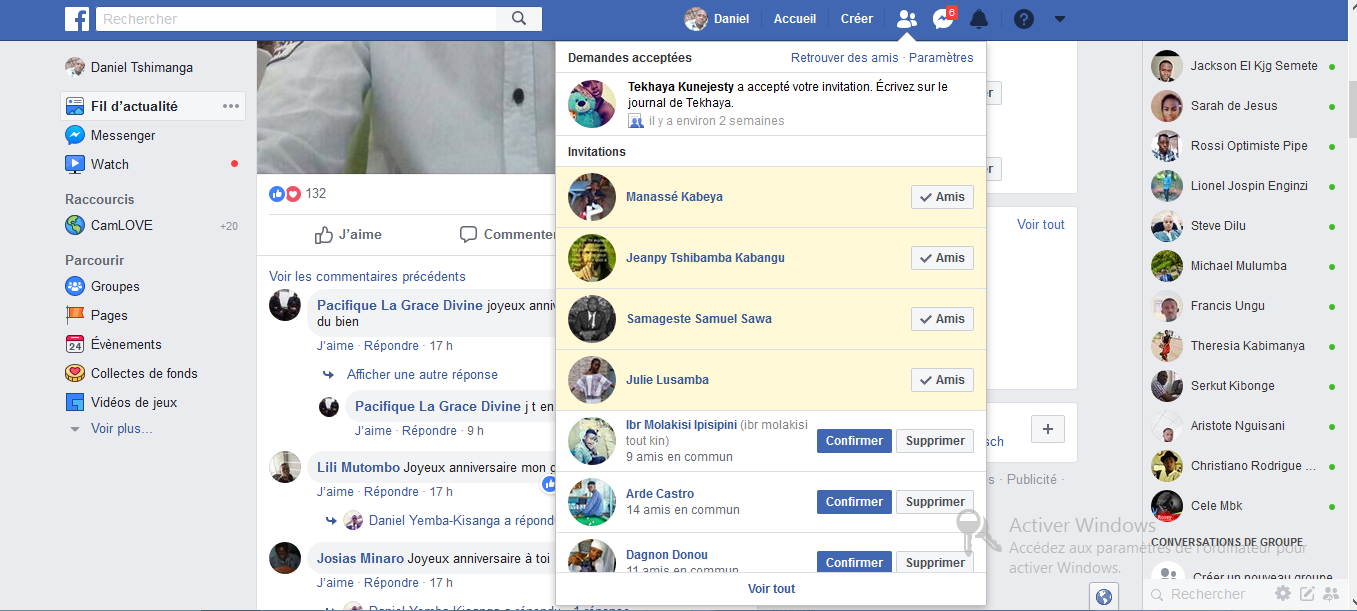 Rechercher
Daniel
Accueil
Créer
6
Daniel Tshimanga
Fil d'actualité
Messenger
Watch
Raccourcis
CamLOVE
+20
Parcourir
Groupes
Pages
24
Évènements
Collectes de fonds
Vidéos de jeux
Voir plus...
132
J'aime
Commenter
Voir les commentaires précédents
Pacifique La Grace Divine joyeux anniv
du bien
J'aime · Répondre · 17 h
Afficher une autre réponse
Pacifique La Grace Divine j t en
J'aime · Répondre · 9 h
Lili Mutombo Joyeux anniversaire mon g
J'aime · Répondre · 17 h
Daniel Yemba-Kisanga a répond
Josias Minaro Joyeux anniversaire à toi
J'aime · Répondre · 17 h
Daniel Yemba-Kisanga a répondu · 1 réponse
Demandes acceptées
Retrouver des amis · Paramètres
Tekhaya Kunejesty a accepté votre invitation. Écrivez sur le
journal de Tekhaya.
il y a environ 2 semaines
Invitations
Manassé Kabeya
Amis
Jeanpy Tshibamba Kabangu
Amis
Samageste Samuel Sawa
Amis
Julie Lusamba
Amis
Ibr Molakisi Ipisipini (ibr molakisi
tout kin)
9 amis en commun
Confirmer
Supprimer
Arde Castro
14 amis en commun
Confirmer
Supprimer
Dagnon Donou
11 amis en commun
Confirmer
Supprimer
Voir tout
er
er
Voir tout
sch
s · Publicité ·
Jackson El Kjg Semete
Sarah de Jesus
Rossi Optimiste Pipe
Lionel Jospin Enginzi
Steve Dilu
Michael Mulumba
Francis Ungu
Theresia Kabimanya
Serkut Kibonge
Aristote Nguisani
Christiano Rodrigue ...
Cele Mbk
CONVERSATIONS DE GROUPE
Créer un nouveau groupe
Rechercher
Activer Windows
Accédez aux paramètres de l'ordinateur pour
activer Windows.